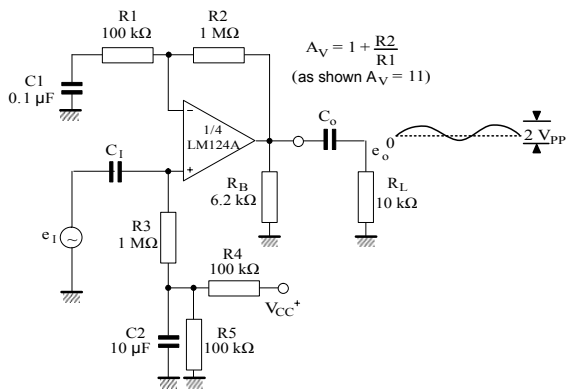 R1
100 kΩ
R2
1 MΩ
A_V = 1 + R2/R1
(as shown A_V = 11)
C1
0.1 µF
1/4
LM124A
-
+
C_I
C_o
e_o
0
2 V_PP
R_B
6.2 kΩ
R_L
10 kΩ
e_I
~
R3
1 MΩ
R4
100 kΩ
V_CC+
C2
10 µF
R5
100 kΩ